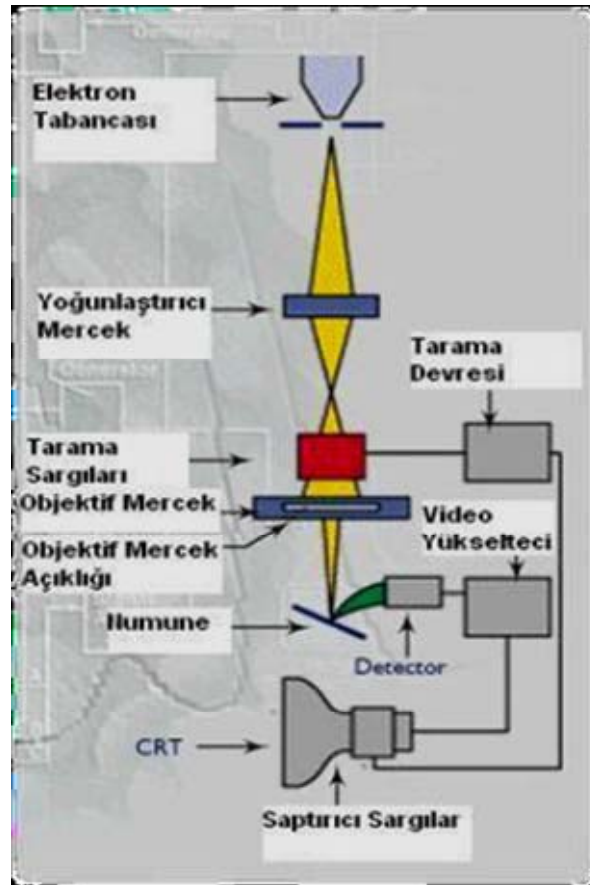 Elektron
Tabancası
Yoğunlaştırıcı
Mercek
Tarama
Devresi
Tarama
Sargıları
Objektif Mercek
Objektif Mercek
Açıklığı
Video
Yükselteci
Numune
Detector
CRT
Saptırıcı Sargılar